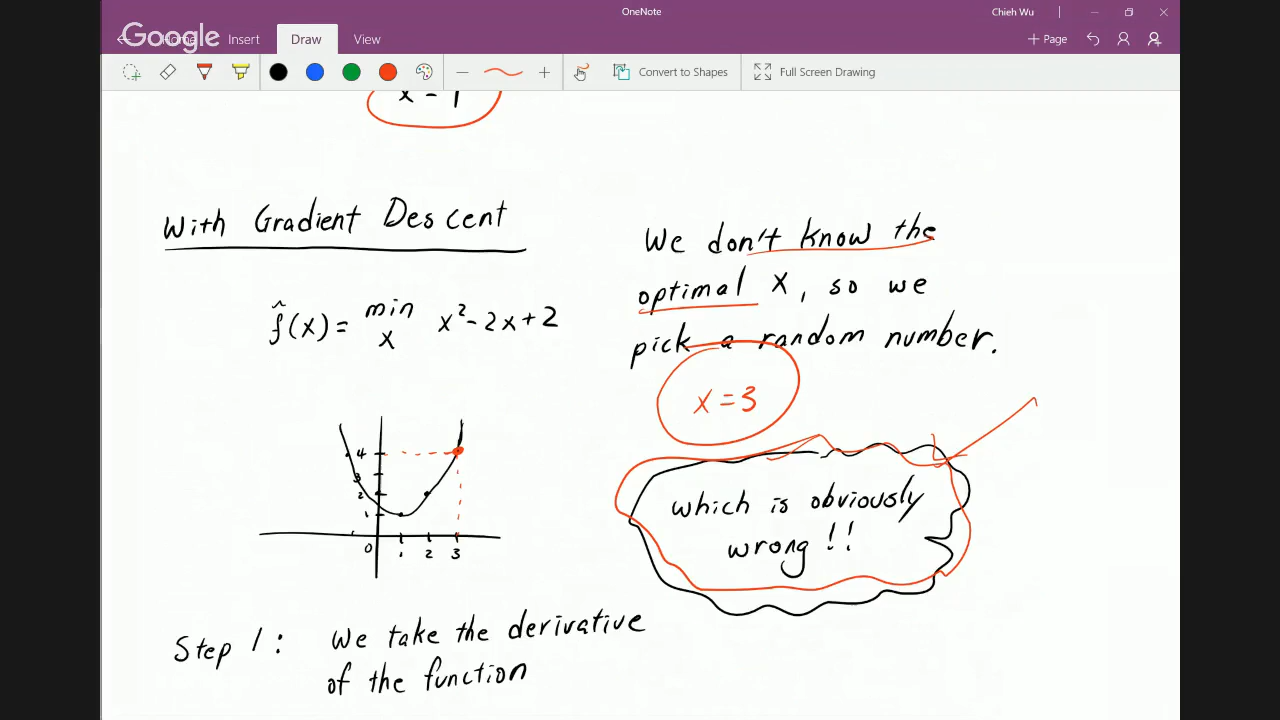 OneNote
Chieh Wu
Google
Home
Insert
Draw
View
+ Page
Convert to Shapes
Full Screen Drawing
x = 1
With Gradient Descent
f̂(x) = min x² - 2x + 2
x
We don't know the
optimal x, so we
pick a random number.
x = 3
which is obviously
wrong !!
4
3
2
1
0 1 2 3
Step 1: We take the derivative
of the function